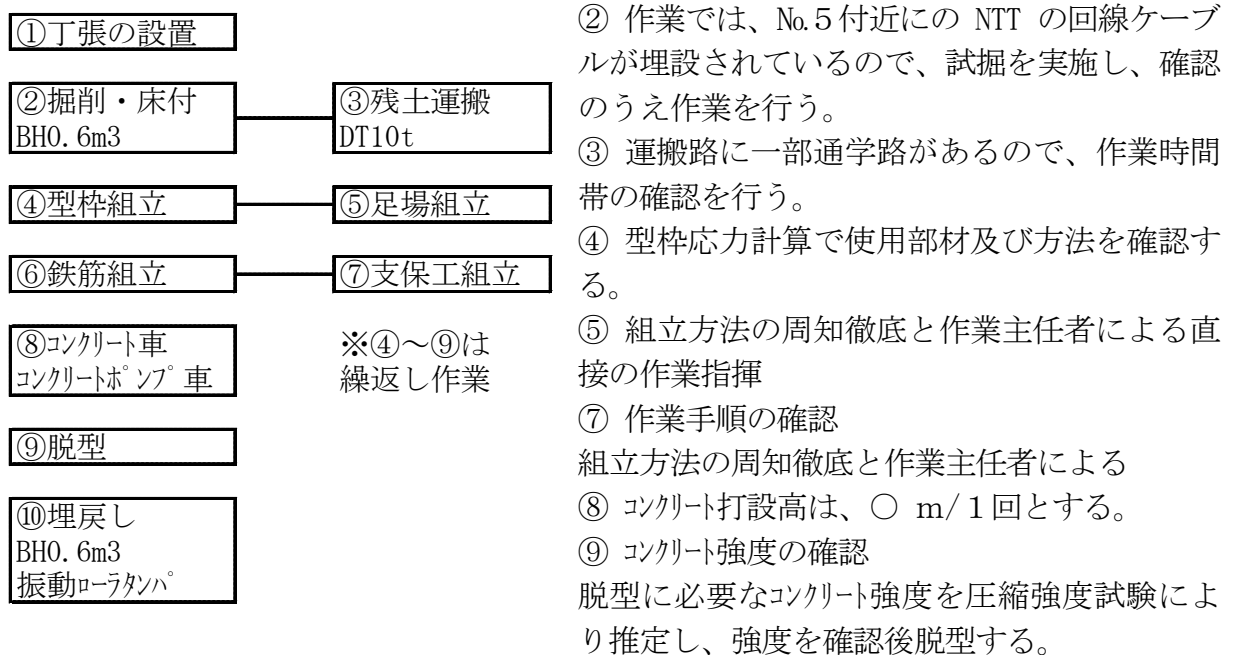 ①丁張の設置
②掘削・床付
BH0.6m3
③残土運搬
DT10t
④型枠組立
⑤足場組立
⑥鉄筋組立
⑦支保工組立
⑧ｺﾝｸﾘｰﾄ車
ｺﾝｸﾘｰﾄﾎﾟﾝﾌﾟ車
※④～⑨は
繰返し作業
⑨脱型
⑩埋戻し
BH0.6m3
振動ﾛｰﾗﾀﾝﾊﾟ
② 作業では、№５付近にの NTT の回線ケーブ
ルが埋設されているので、試掘を実施し、確認
のうえ作業を行う。
③ 運搬路に一部通学路があるので、作業時間
帯の確認を行う。
④ 型枠応力計算で使用部材及び方法を確認す
る。
⑤ 組立方法の周知徹底と作業主任者による直
接の作業指揮
⑦ 作業手順の確認
組立方法の周知徹底と作業主任者による
⑧ ｺﾝｸﾘｰﾄ打設高は、○ ｍ/１回とする。
⑨ ｺﾝｸﾘｰﾄ強度の確認
脱型に必要なｺﾝｸﾘｰﾄ強度を圧縮強度試験によ
り推定し、強度を確認後脱型する。